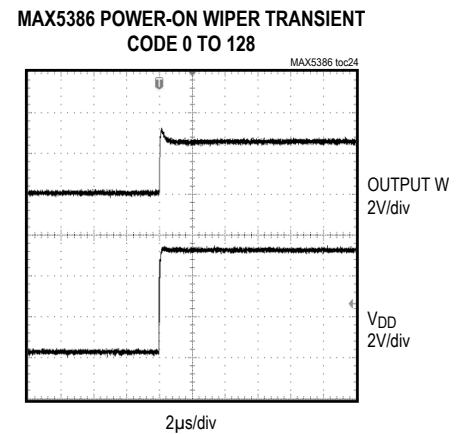 MAX5386 POWER-ON WIPER TRANSIENT
CODE 0 TO 128
MAX5386 toc24
T
OUTPUT W
2V/div
VDD
2V/div
2µs/div